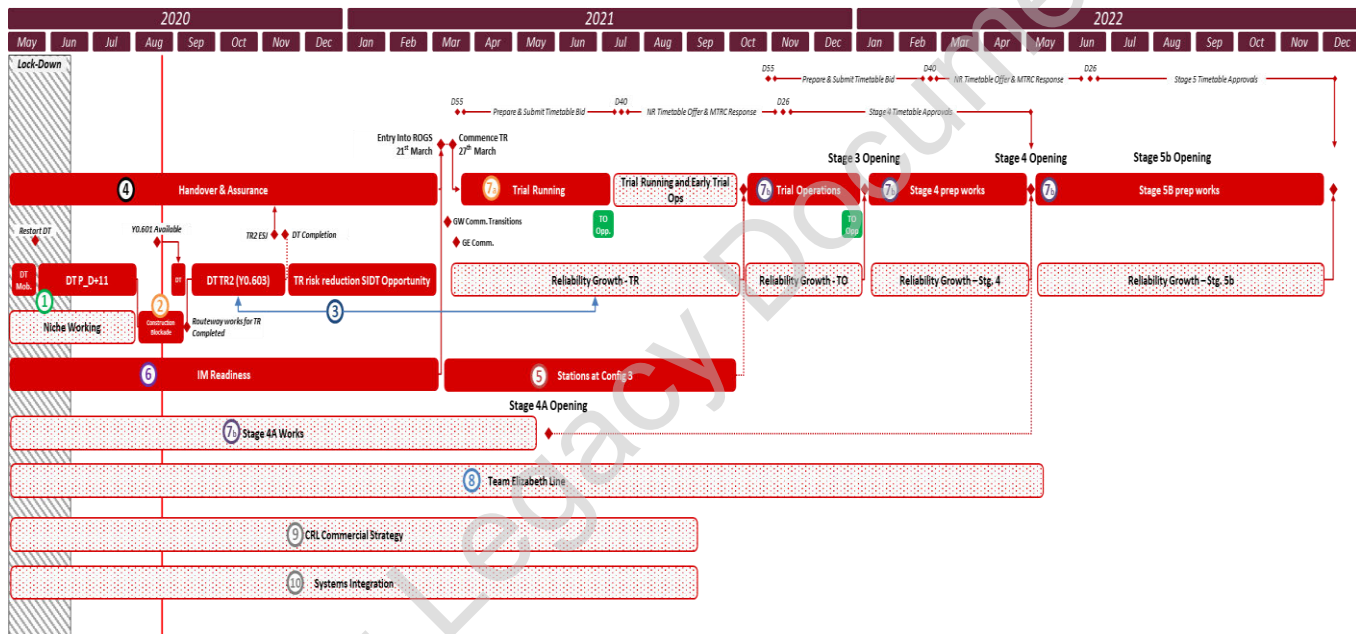 2020 2021 2022
May Jun Jul Aug Sep Oct Nov Dec Jan Feb Mar Apr May Jun Jul Aug Sep Oct Nov Dec Jan Feb Mar Apr May Jun Jul Aug Sep Oct Nov Dec
Lock-Down
D55 Prepare & Submit Timetable Bid D40 NR Timetable Offer & MTRC Response D26 Stage 5 Timetable Approvals
D55 Prepare & Submit Timetable Bid D40 NR Timetable Offer & MTRC Response D26 Stage 4 Timetable Approvals
Entry Into ROGS
21st March
Commence TR
27th March
Stage 3 Opening
Stage 4 Opening
Stage 5b Opening
4 Handover & Assurance
7a Trial Running
Trial Running and Early Trial
Ops
7b Trial Operations
7b Stage 4 prep works
7b Stage 5B prep works
TO
Opp.
TO
Opp
GW Comm. Transitions
GE Comm.
Restart DT
Y0.601 Available
TR2 ESJ
DT Completion
DT
Mob.
DT P_D+11
DT
DT TR2 (Y0.603)
TR risk reduction SIDT Opportunity
Reliability Growth - TR
Reliability Growth - TO
Reliability Growth – Stg. 4
Reliability Growth – Stg. 5b
1
2
3
Niche Working
Construction
Blockade
Routeway works for TR
Completed
6 IM Readiness
5 Stations at Config 3
Stage 4A Opening
7b Stage 4A Works
8 Team Elizabeth Line
9 CRL Commercial Strategy
10 Systems Integration
Legacy Docume